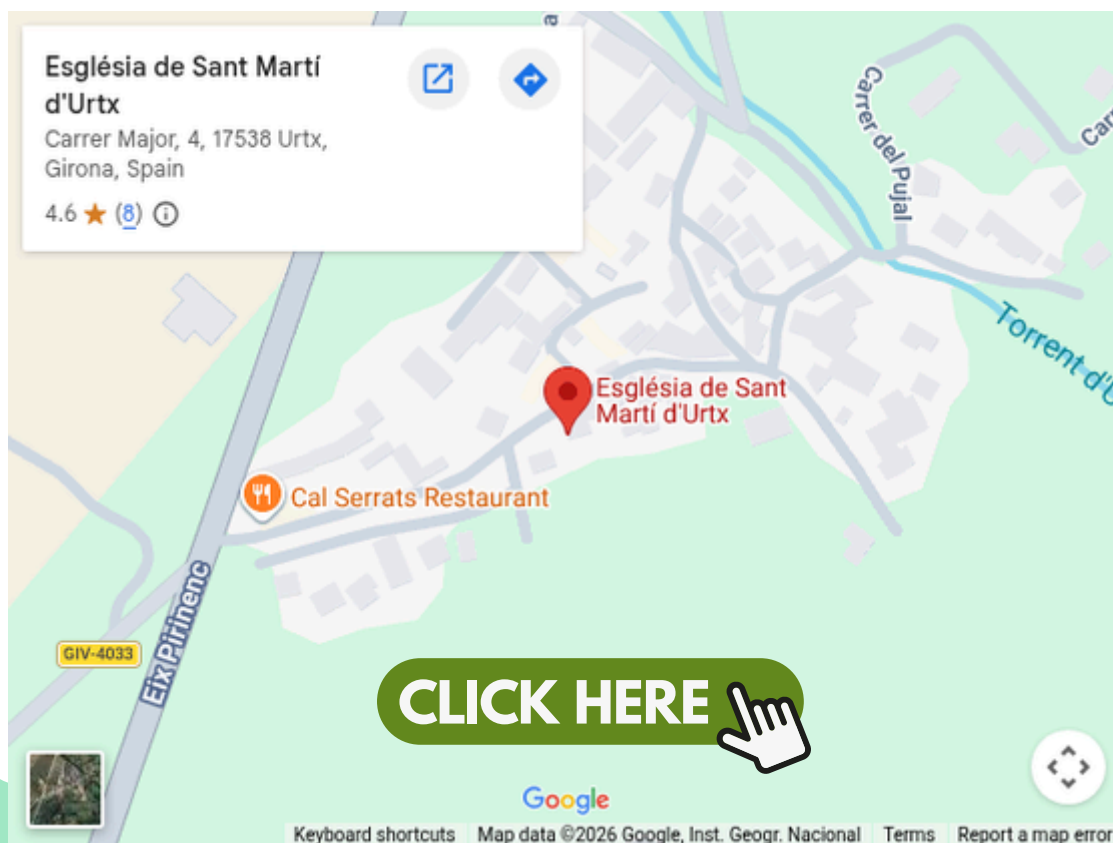 Església de Sant Martí
d'Urtx
Carrer Major, 4, 17538 Urtx,
Girona, Spain
4.6 ★ (8)
Carrer del Pujal
Torrent
Església de Sant
Martí d'Urtx
Cal Serrats Restaurant
Eix Pirinenc
GIV-4033
CLICK HERE
Google
Keyboard shortcuts Map data ©2026 Google, Inst. Geogr. Nacional Terms Report a map error